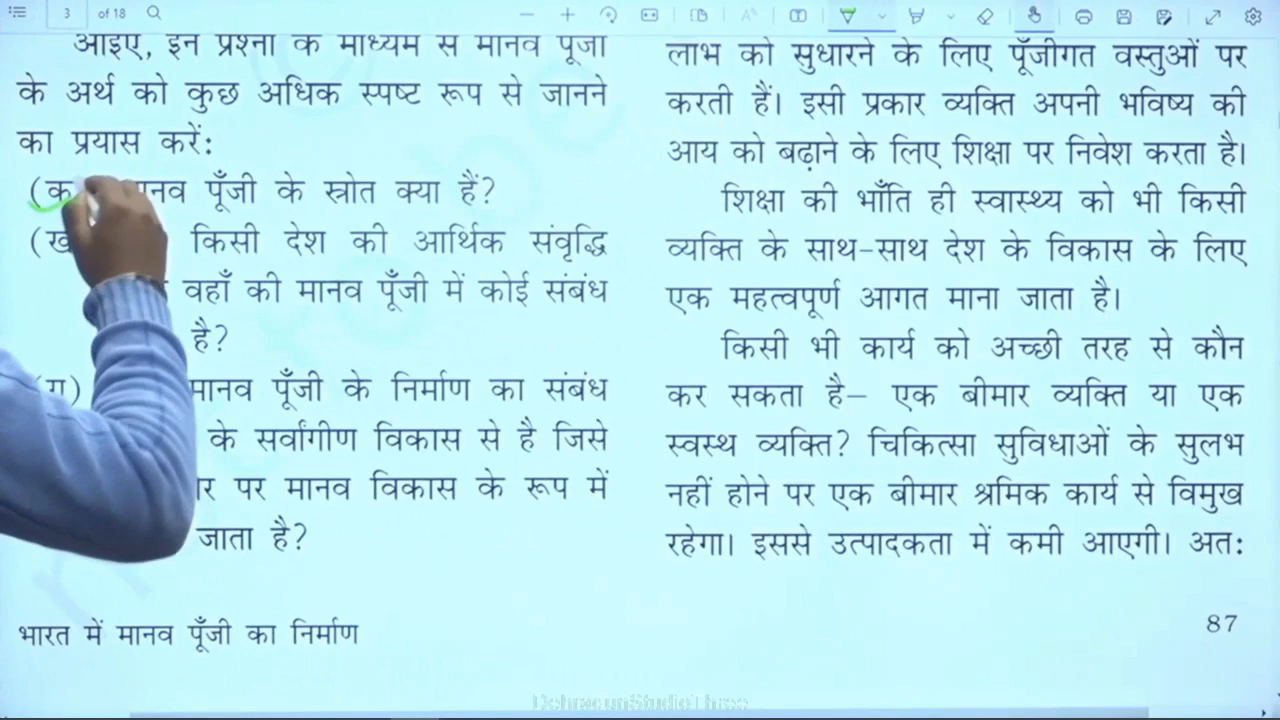 3 of 18
आइए, इन प्रश्नों के माध्यम से मानव पूँजी
के अर्थ को कुछ अधिक स्पष्ट रूप से जानने
का प्रयास करें:
(क मानव पूँजी के स्रोत क्या हैं?
(ख किसी देश की आर्थिक संवृद्धि
वहाँ की मानव पूँजी में कोई संबंध
है?
(ग) मानव पूँजी के निर्माण का संबंध
के सर्वांगीण विकास से है जिसे
पर मानव विकास के रूप में
जाता है?
भारत में मानव पूँजी का निर्माण
लाभ को सुधारने के लिए पूँजीगत वस्तुओं पर
करती हैं। इसी प्रकार व्यक्ति अपनी भविष्य की
आय को बढ़ाने के लिए शिक्षा पर निवेश करता है।
शिक्षा की भाँति ही स्वास्थ्य को भी किसी
व्यक्ति के साथ-साथ देश के विकास के लिए
एक महत्वपूर्ण आगत माना जाता है।
किसी भी कार्य को अच्छी तरह से कौन
कर सकता है– एक बीमार व्यक्ति या एक
स्वस्थ व्यक्ति? चिकित्सा सुविधाओं के सुलभ
नहीं होने पर एक बीमार श्रमिक कार्य से विमुख
रहेगा। इससे उत्पादकता में कमी आएगी। अत:
87